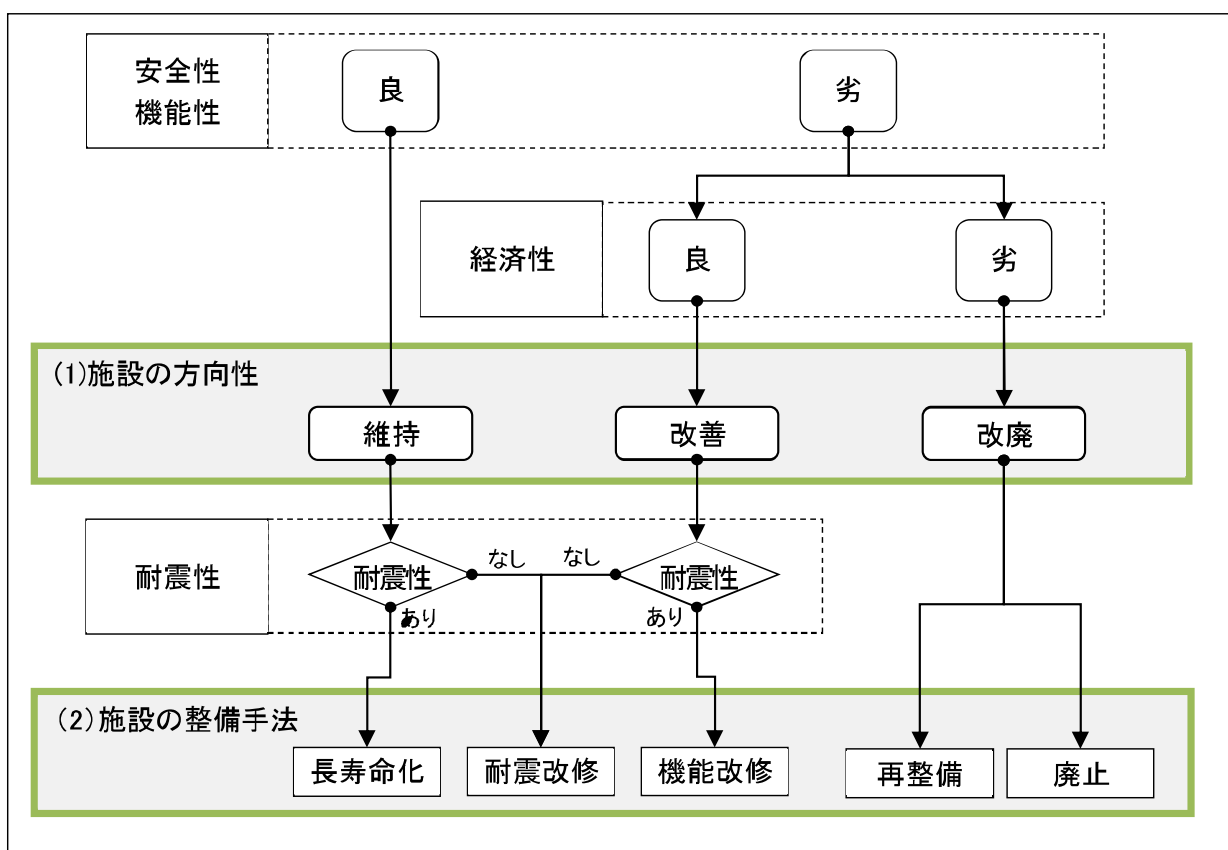 安全性
機能性
良
劣
経済性
良
劣
(1)施設の方向性
維持
改善
改廃
耐震性
耐震性
なし
なし
耐震性
あり
あり
(2)施設の整備手法
長寿命化
耐震改修
機能改修
再整備
廃止